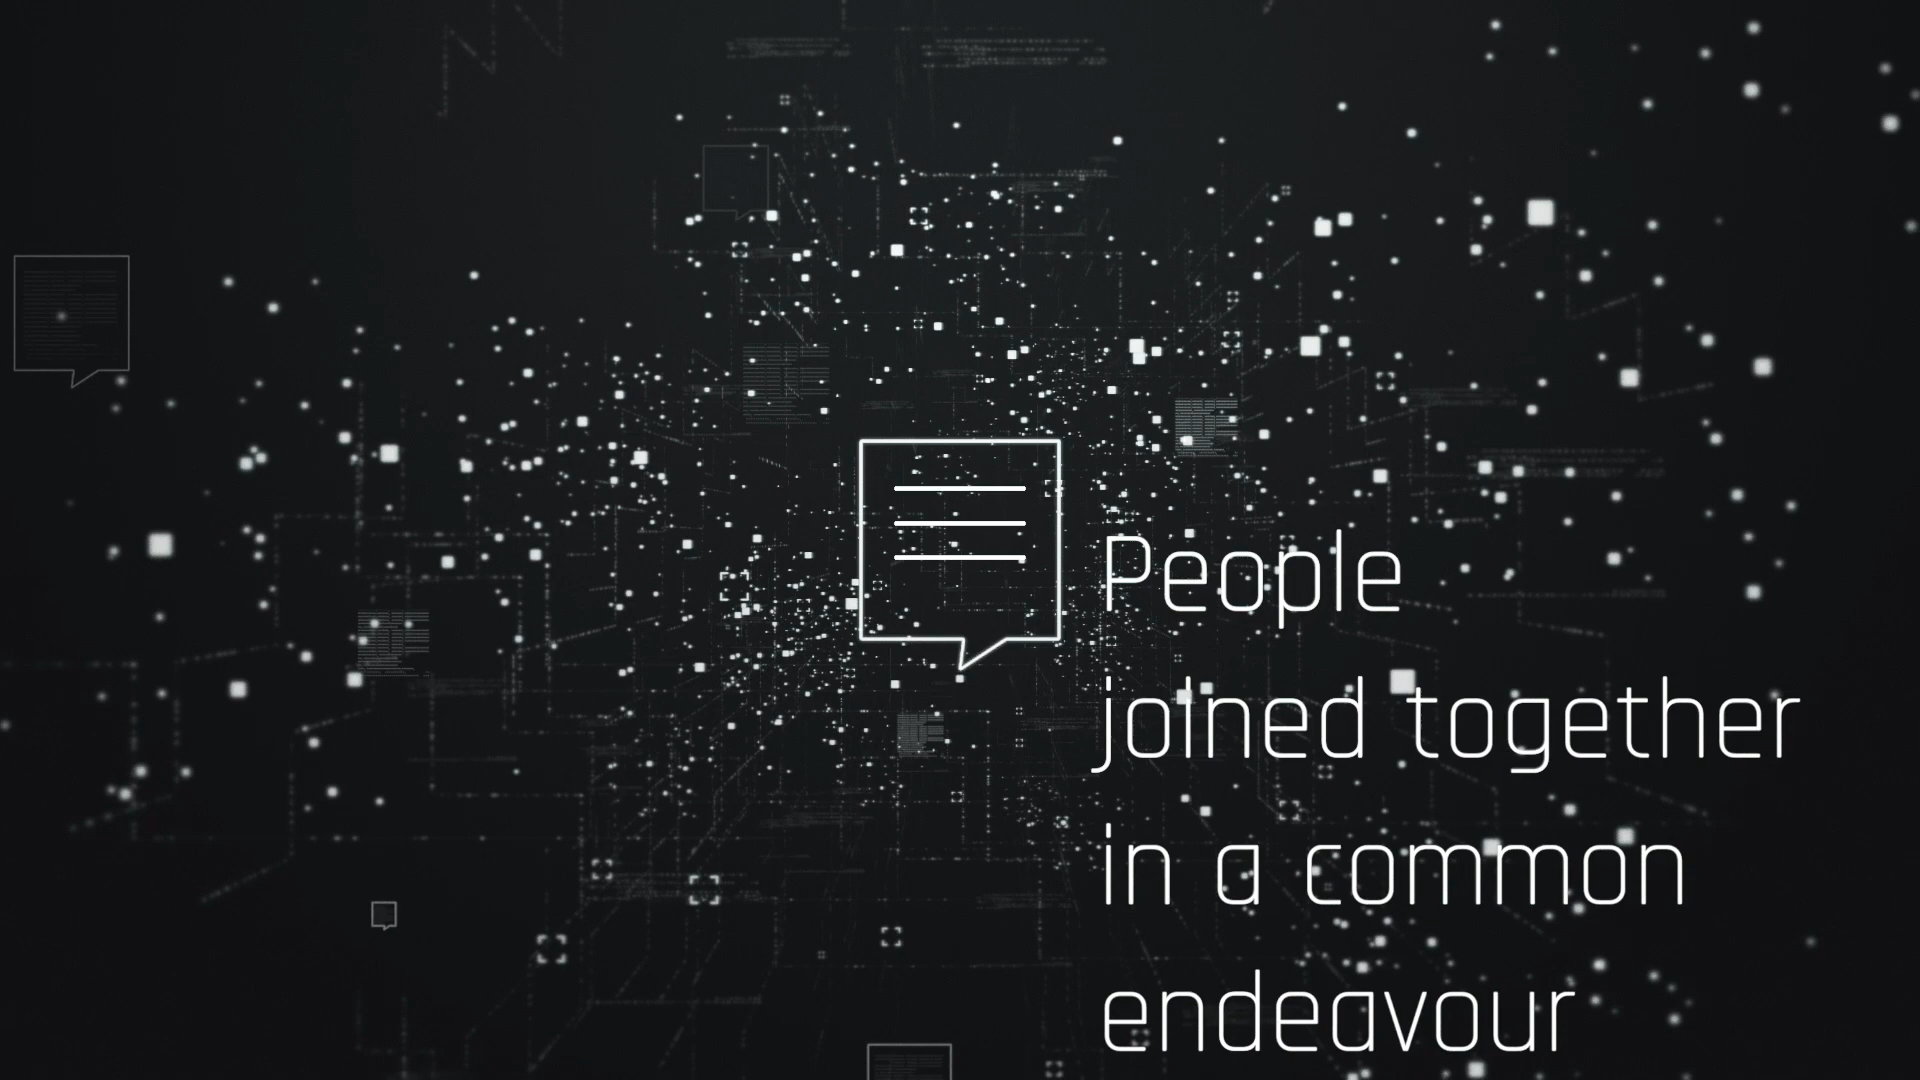 People
joined together
in a common
endeavour